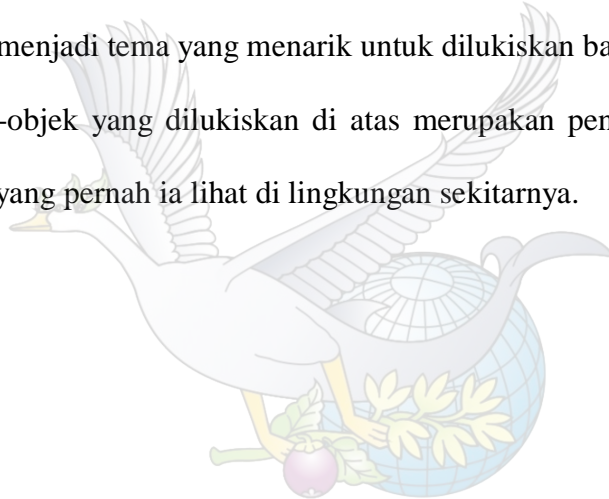 menjadi tema yang menarik untuk dilukiskan ba
-objek yang dilukiskan di atas merupakan pen
yang pernah ia lihat di lingkungan sekitarnya.